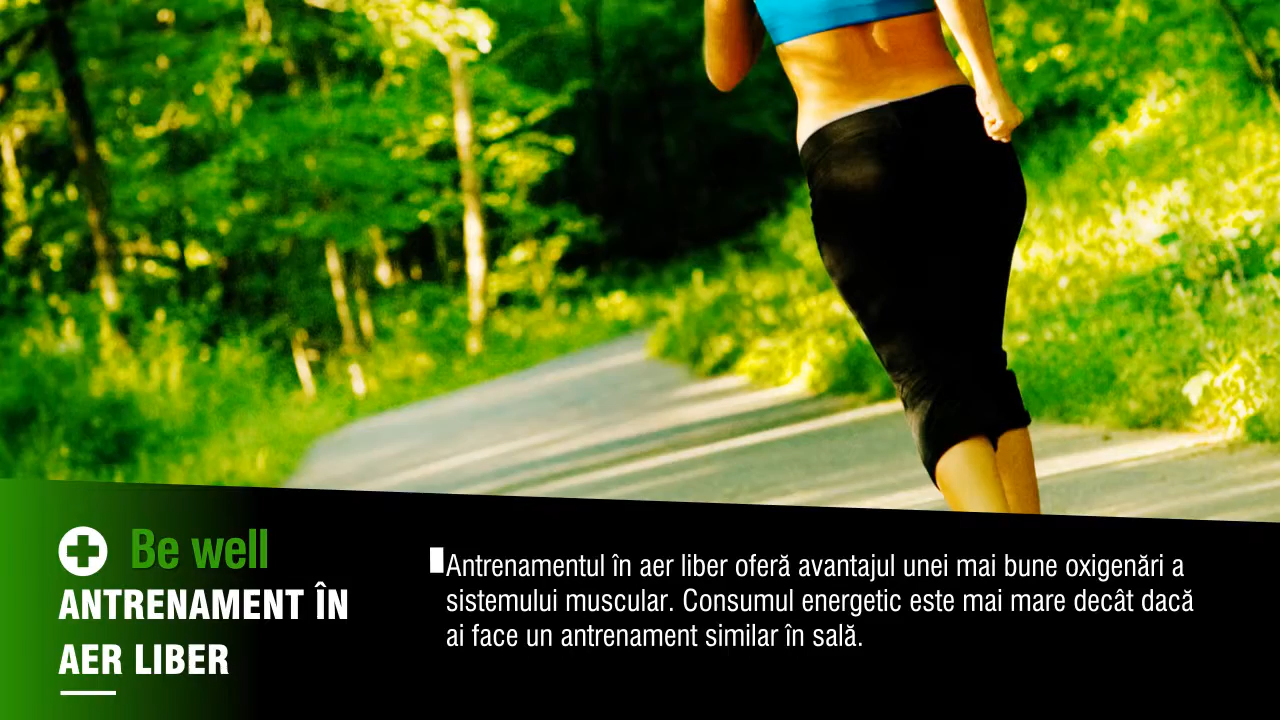 Be well
ANTRENAMENT ÎN
AER LIBER
Antrenamentul în aer liber oferă avantajul unei mai bune oxigenări a
sistemului muscular. Consumul energetic este mai mare decât dacă
ai face un antrenament similar în sală.